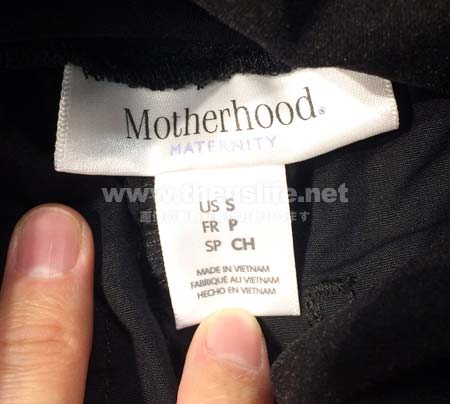 Motherhood®
MATERNITY
www.theuslife.net
US S
FR P
SP CH
MADE IN VIETNAM
FABRIQUÉ AU VIETNAM
HECHO EN VIETNAM